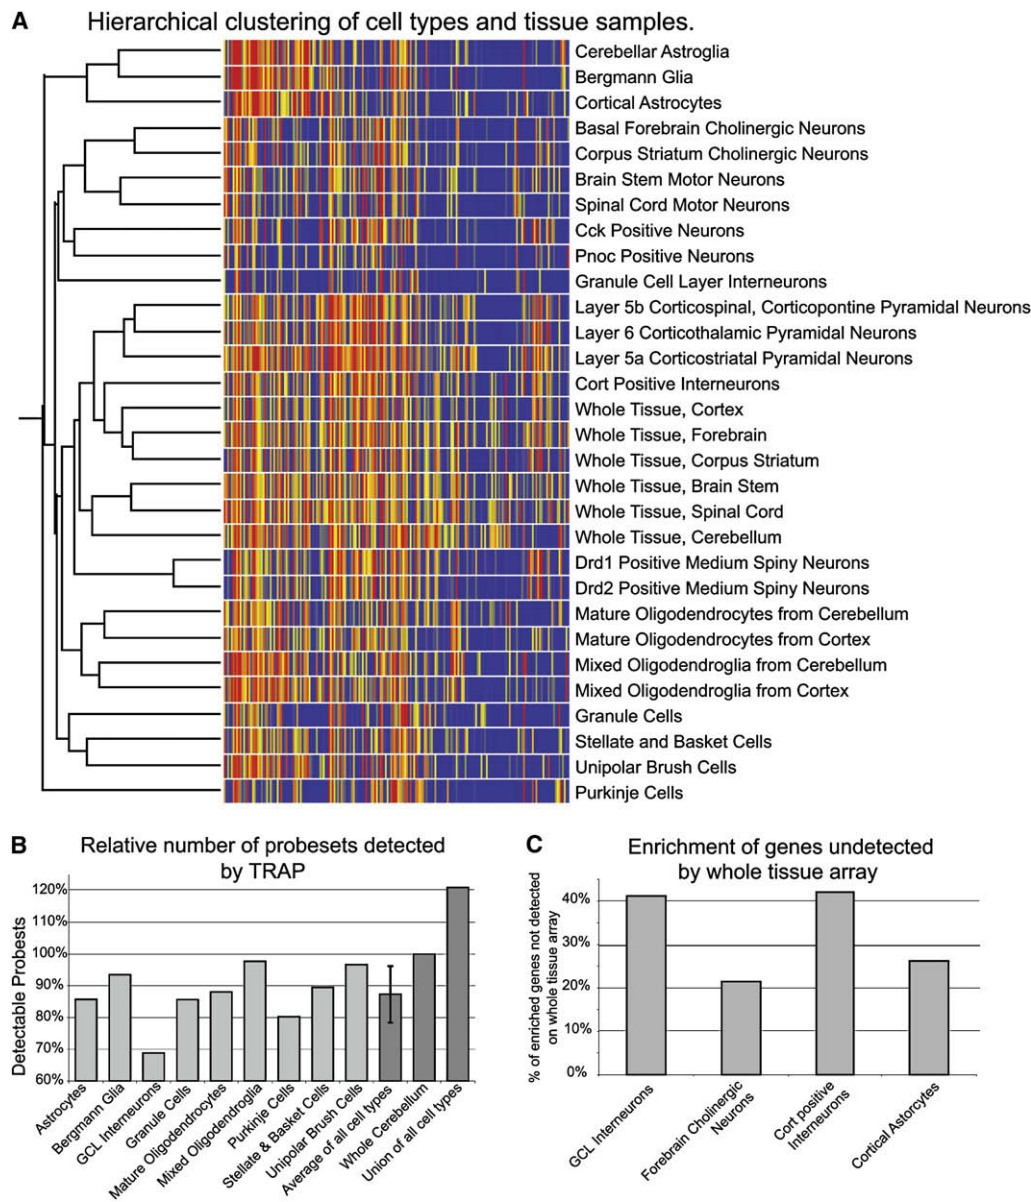 A
Hierarchical clustering of cell types and tissue samples.
Cerebellar Astroglia
Bergmann Glia
Cortical Astrocytes
Basal Forebrain Cholinergic Neurons
Corpus Striatum Cholinergic Neurons
Brain Stem Motor Neurons
Spinal Cord Motor Neurons
Cck Positive Neurons
Pnoc Positive Neurons
Granule Cell Layer Interneurons
Layer 5b Corticospinal, Corticopontine Pyramidal Neurons
Layer 6 Corticothalamic Pyramidal Neurons
Layer 5a Corticostriatal Pyramidal Neurons
Cort Positive Interneurons
Whole Tissue, Cortex
Whole Tissue, Forebrain
Whole Tissue, Corpus Striatum
Whole Tissue, Brain Stem
Whole Tissue, Spinal Cord
Whole Tissue, Cerebellum
Drd1 Positive Medium Spiny Neurons
Drd2 Positive Medium Spiny Neurons
Mature Oligodendrocytes from Cerebellum
Mature Oligodendrocytes from Cortex
Mixed Oligodendroglia from Cerebellum
Mixed Oligodendroglia from Cortex
Granule Cells
Stellate and Basket Cells
Unipolar Brush Cells
Purkinje Cells
B
Relative number of probesets detected
by TRAP
Detectable Probests
120%
110%
100%
90%
80%
70%
60%
Astrocytes
Bergmann Glia
GCL Interneurons
Granule Cells
Mature Oligodendrocytes
Mixed Oligodendroglia
Purkinje Cells
Stellate & Basket Cells
Unipolar Brush Cells
Average of all cell types
Whole Cerebellum
Union of all cell types
C
Enrichment of genes undetected
by whole tissue array
% of enriched genes not detected
on whole tissue array
40%
30%
20%
10%
0%
GCL Interneurons
Forebrain Cholinergic
Neurons
Cort positive
Interneurons
Cortical Astorcytes